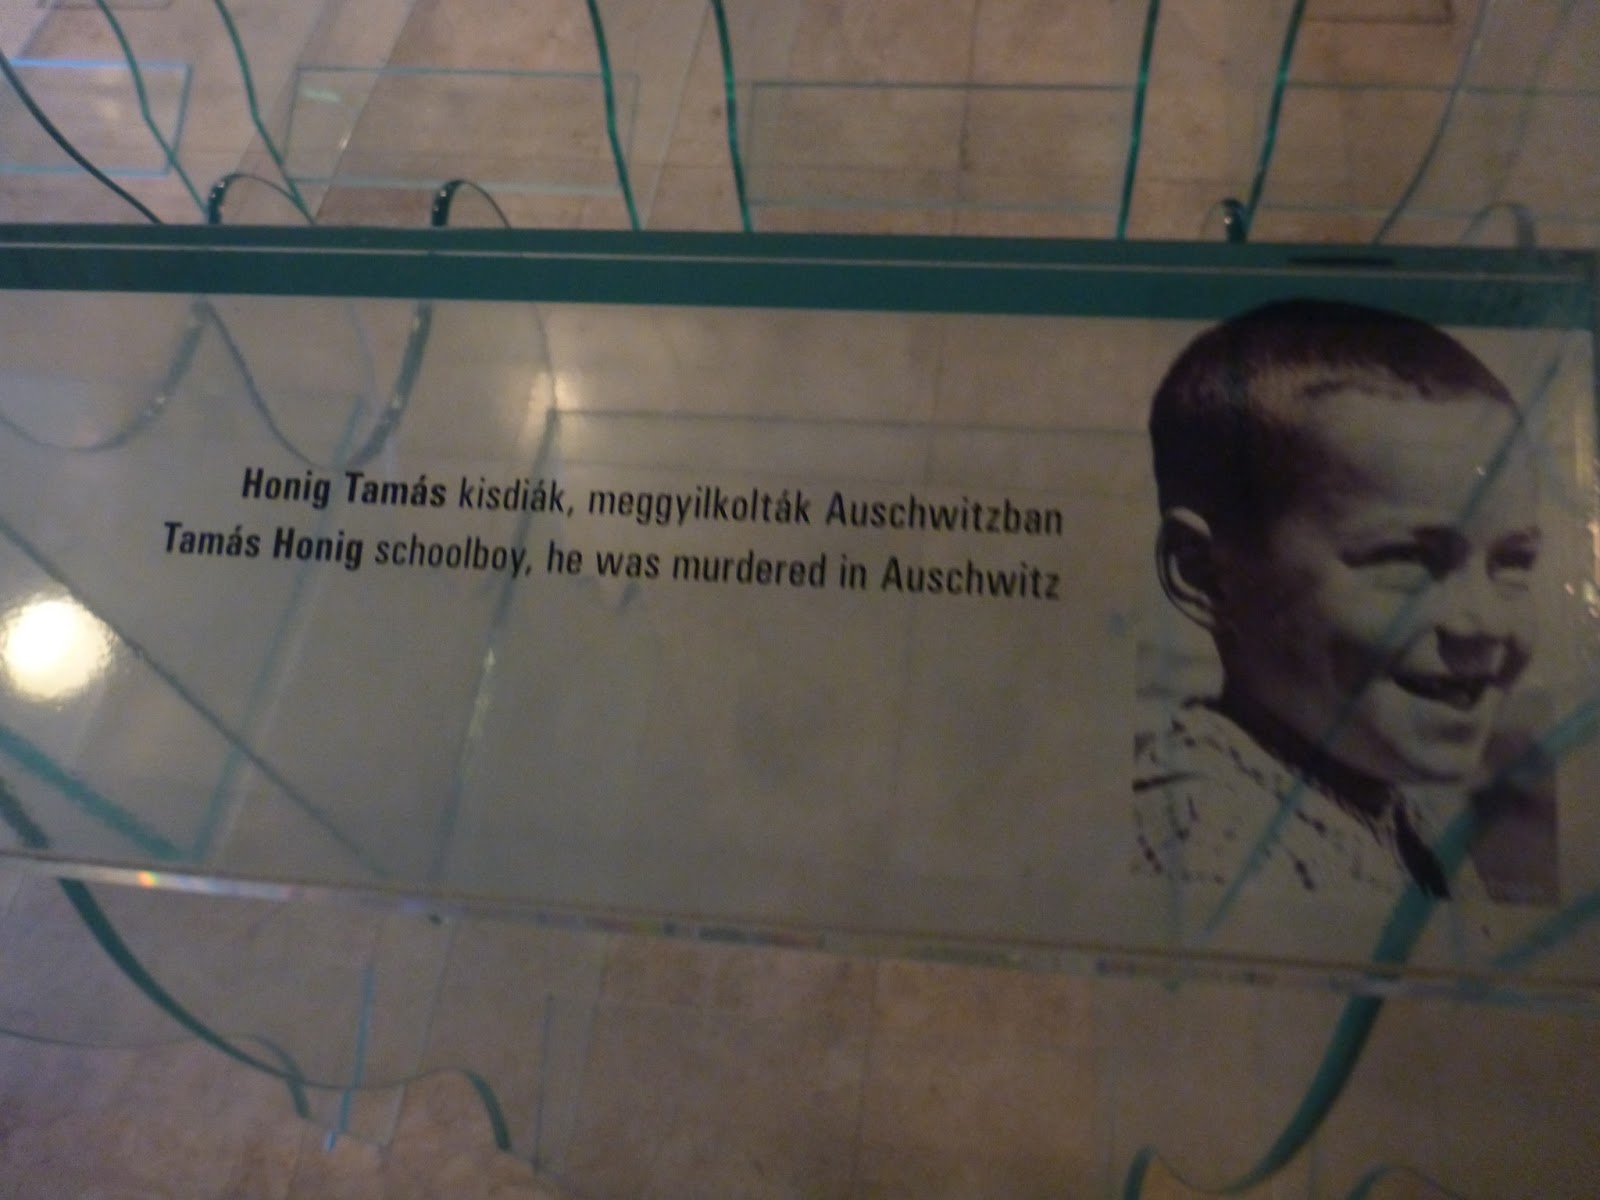 Honig Tamás kisdiák, meggyilkolták Auschwitzban
Tamás Honig schoolboy, he was murdered in Auschwitz